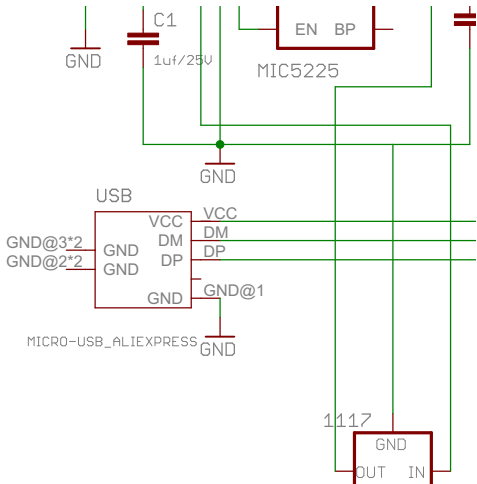 C1
EN BP
GND
1uf/25V
MIC5225
GND
USB
VCC VCC
DM DM
GND@3*2 GND
DP DP
GND@2*2 GND
GND GND@1
MICRO-USB_ALIEXPRESS
GND
1117
GND
OUT IN